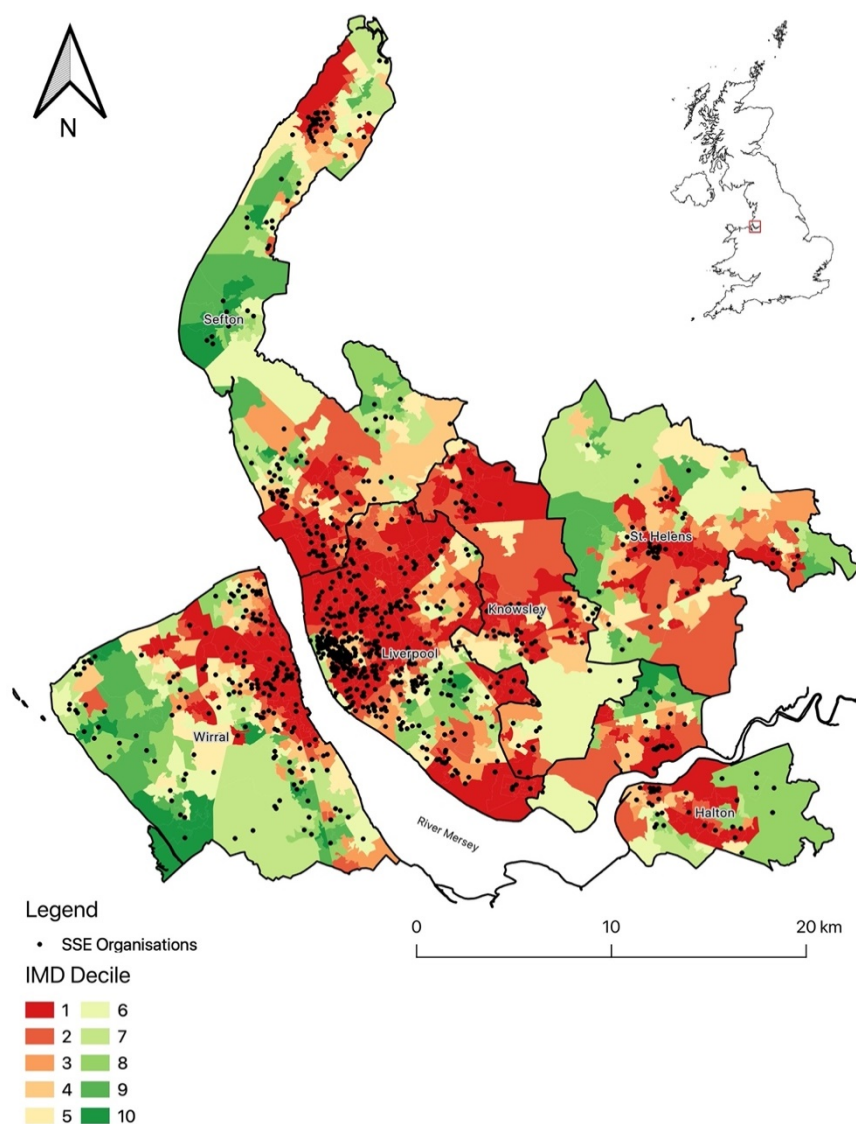 N
Sefton
St. Helens
Knowsley
Liverpool
Wirral
River Mersey
Halton
Legend
SSE Organisations
IMD Decile
1 6
2 7
3 8
4 9
5 10
0 10 20 km